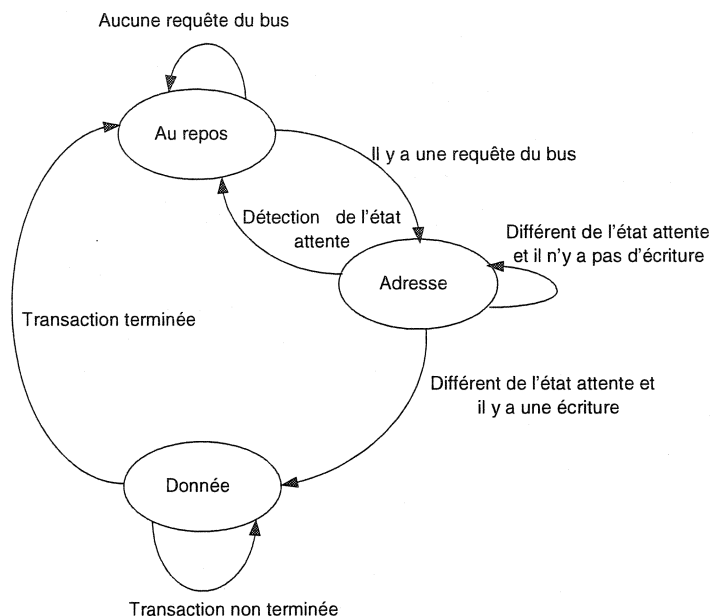 Aucune requête du bus
Au repos
Il y a une requête du bus
Détection de l'état
attente
Différent de l'état attente
et il n'y a pas d'écriture
Adresse
Transaction terminée
Différent de l'état attente et
il y a une écriture
Donnée
Transaction non terminée